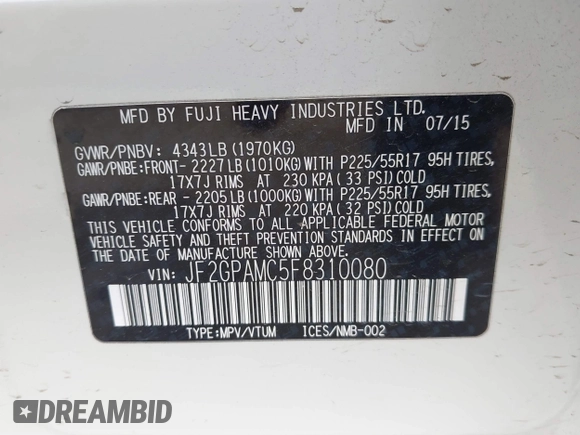 MFD BY FUJI HEAVY INDUSTRIES LTD.
MFD IN 07/15
GVWR/PNBV: 4343LB (1970KG)
GAWR/PNBE:FRONT- 2227LB (1010KG) WITH P225/55R17 95H TIRES,
17X7J RIMS AT 230 KPA (33 PSI) COLD
GAWR/PNBE:REAR - 2205LB (1000KG) WITH P225/55R17 95H TIRES,
17X7J RIMS AT 220 KPA (32 PSI) COLD
THIS VEHICLE CONFORMS TO ALL APPLICABLE FEDERAL MOTOR
VEHICLE SAFETY AND THEFT PREVENTION STANDARDS IN EFFECT ON
THE DATE OF MANUFACTURE SHOWN ABOVE.
VIN: JF2GPAMC5F8310080
TYPE:MPV/VTUM ICES/NMB-002
DREAMBID